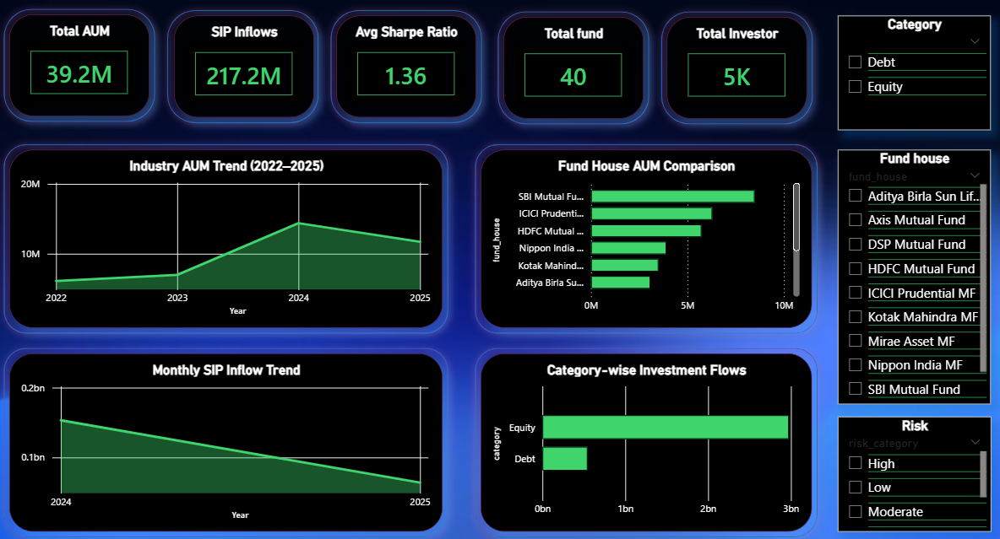 Total AUM
39.2M
SIP Inflows
217.2M
Avg Sharpe Ratio
1.36
Total fund
40
Total Investor
5K
Category
Debt
Equity
Industry AUM Trend (2022–2025)
20M
10M
2022
2023
2024
2025
Year
Fund House AUM Comparison
fund_house
SBI Mutual Fu...
ICICI Prudenti...
HDFC Mutual ...
Nippon India ...
Kotak Mahind...
Aditya Birla Su...
0M
5M
10M
Fund house
fund_house
Aditya Birla Sun Lif...
Axis Mutual Fund
DSP Mutual Fund
HDFC Mutual Fund
ICICI Prudential MF
Kotak Mahindra MF
Mirae Asset MF
Nippon India MF
SBI Mutual Fund
Monthly SIP Inflow Trend
0.2bn
0.1bn
2024
2025
Year
Category-wise Investment Flows
category
Equity
Debt
0bn
1bn
2bn
3bn
Risk
risk_category
High
Low
Moderate